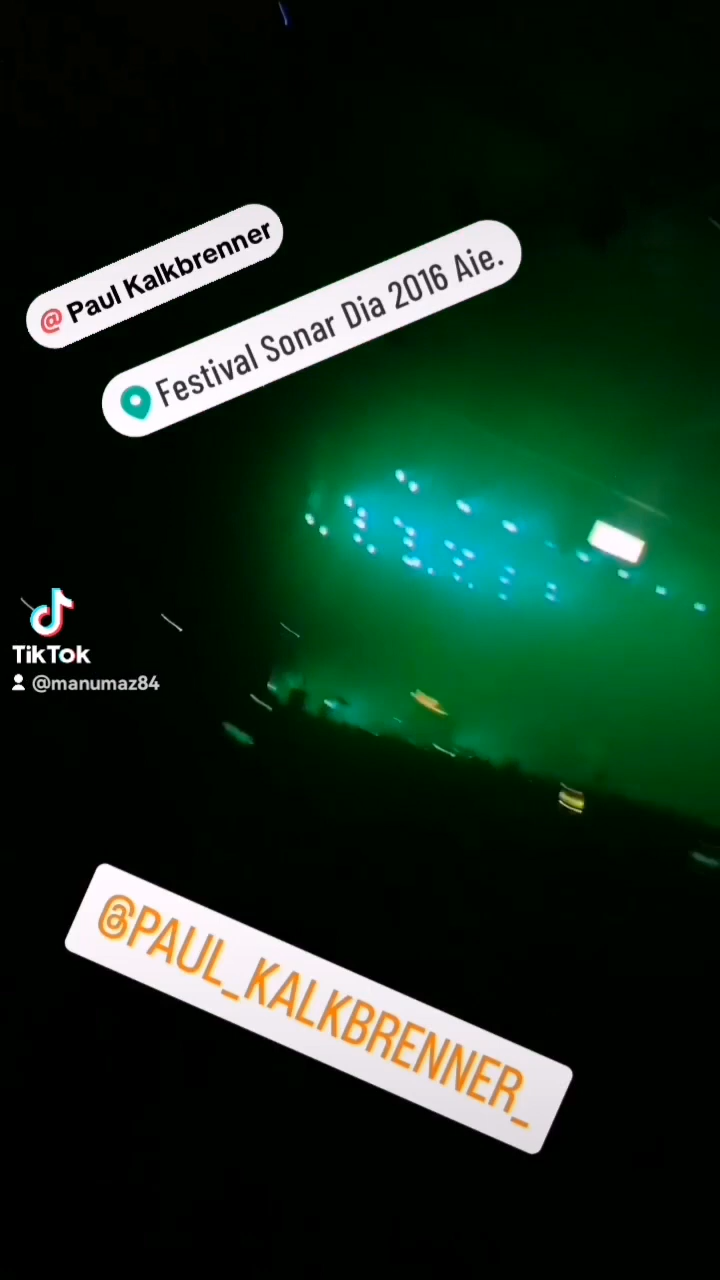 @ Paul Kalkbrenner
Festival Sonar Dia 2016 Aie.
TikTok
@manumaz84
@PAUL_KALKBRENNER_